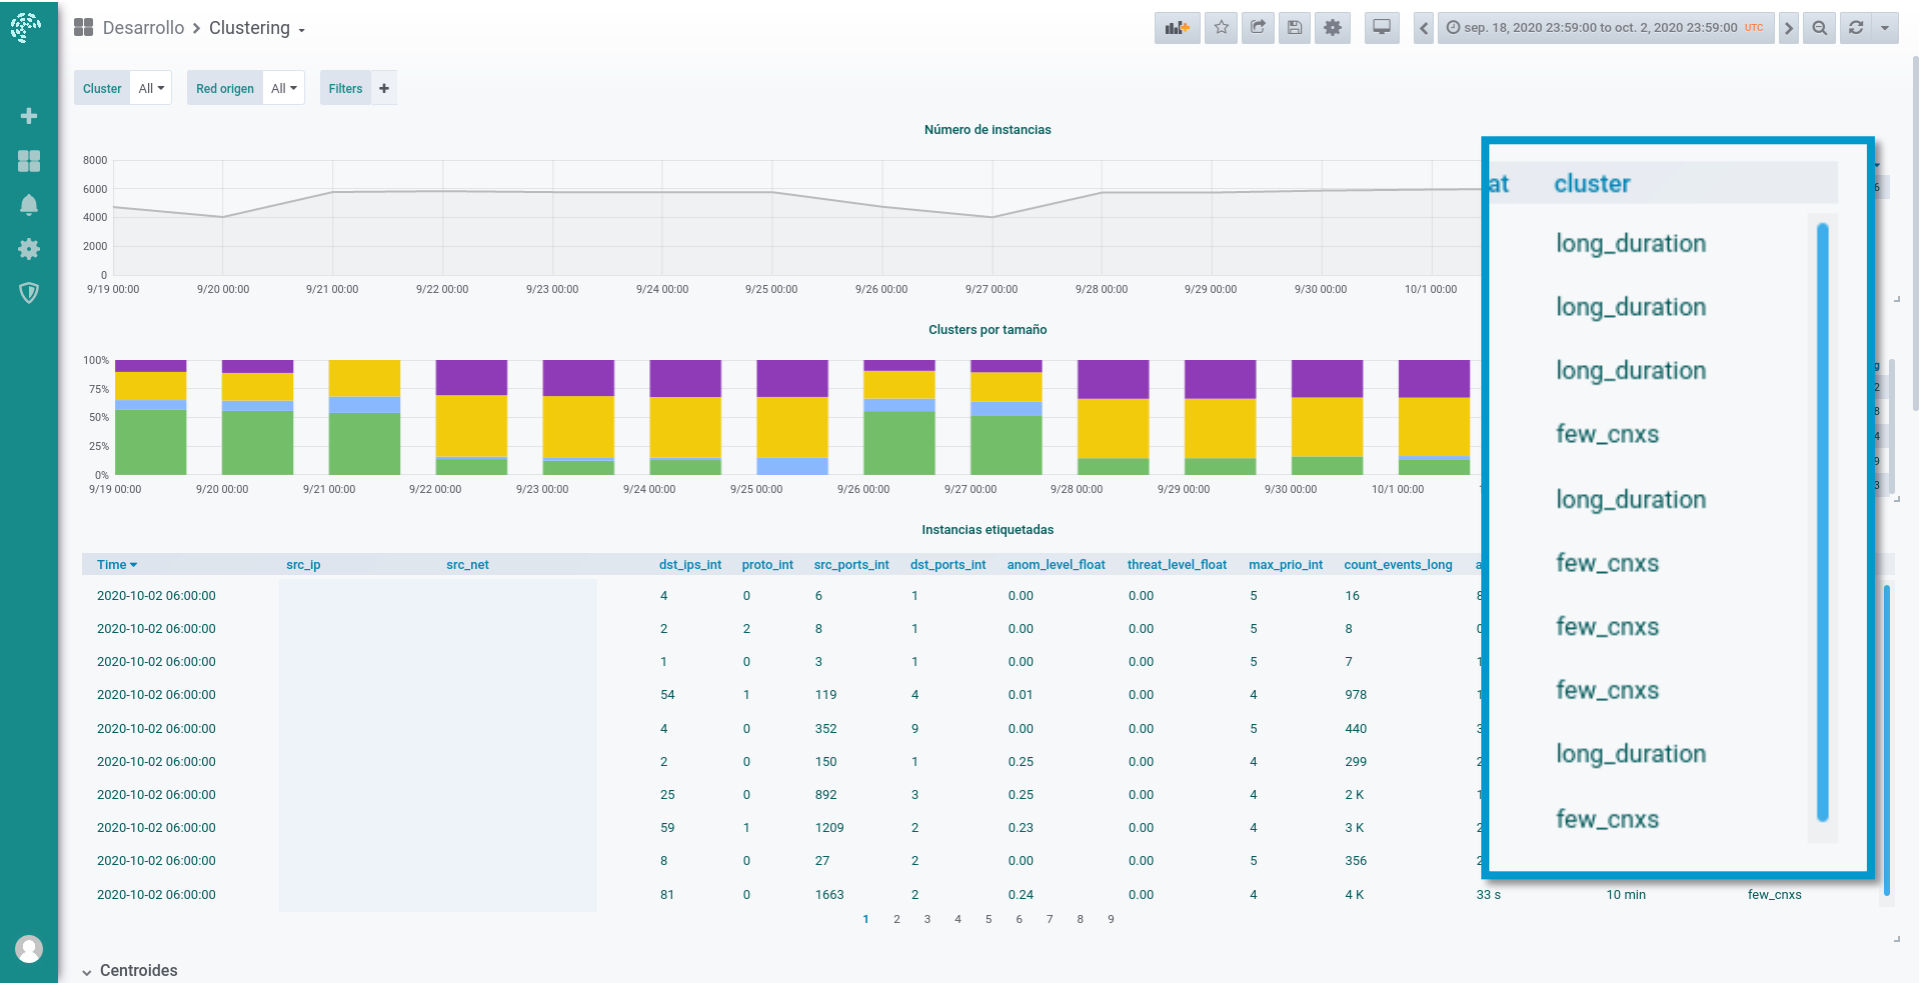 Desarrollo > Clustering
sep. 18, 2020 23:59:00 to oct. 2, 2020 23:59:00 UTC
Cluster All Red origen All Filters +
Número de instancias
8000
6000
4000
2000
0
9/19 00:00 9/20 00:00 9/21 00:00 9/22 00:00 9/23 00:00 9/24 00:00 9/25 00:00 9/26 00:00 9/27 00:00 9/28 00:00 9/29 00:00 9/30 00:00 10/1 00:00
Clusters por tamaño
100%
75%
50%
25%
0%
9/19 00:00 9/20 00:00 9/21 00:00 9/22 00:00 9/23 00:00 9/24 00:00 9/25 00:00 9/26 00:00 9/27 00:00 9/28 00:00 9/29 00:00 9/30 00:00 10/1 00:00
Instancias etiquetadas
Time src_ip src_net dst_ips_int proto_int src_ports_int dst_ports_int anom_level_float threat_level_float max_prio_int count_events_long
2020-10-02 06:00:00 4 0 6 1 0.00 0.00 5 16
2020-10-02 06:00:00 2 2 8 1 0.00 0.00 5 8
2020-10-02 06:00:00 1 0 3 1 0.00 0.00 5 7
2020-10-02 06:00:00 54 1 119 4 0.01 0.00 4 978
2020-10-02 06:00:00 4 0 352 9 0.00 0.00 5 440
2020-10-02 06:00:00 2 0 150 1 0.25 0.00 4 299
2020-10-02 06:00:00 25 0 892 3 0.25 0.00 4 2 K
2020-10-02 06:00:00 59 1 1209 2 0.23 0.00 4 3 K
2020-10-02 06:00:00 8 0 27 2 0.00 0.00 5 356
2020-10-02 06:00:00 81 0 1663 2 0.24 0.00 4 4 K 33 s 10 min few_cnxs
1 2 3 4 5 6 7 8 9
Centroides
at cluster
long_duration
long_duration
long_duration
few_cnxs
long_duration
few_cnxs
few_cnxs
few_cnxs
long_duration
few_cnxs